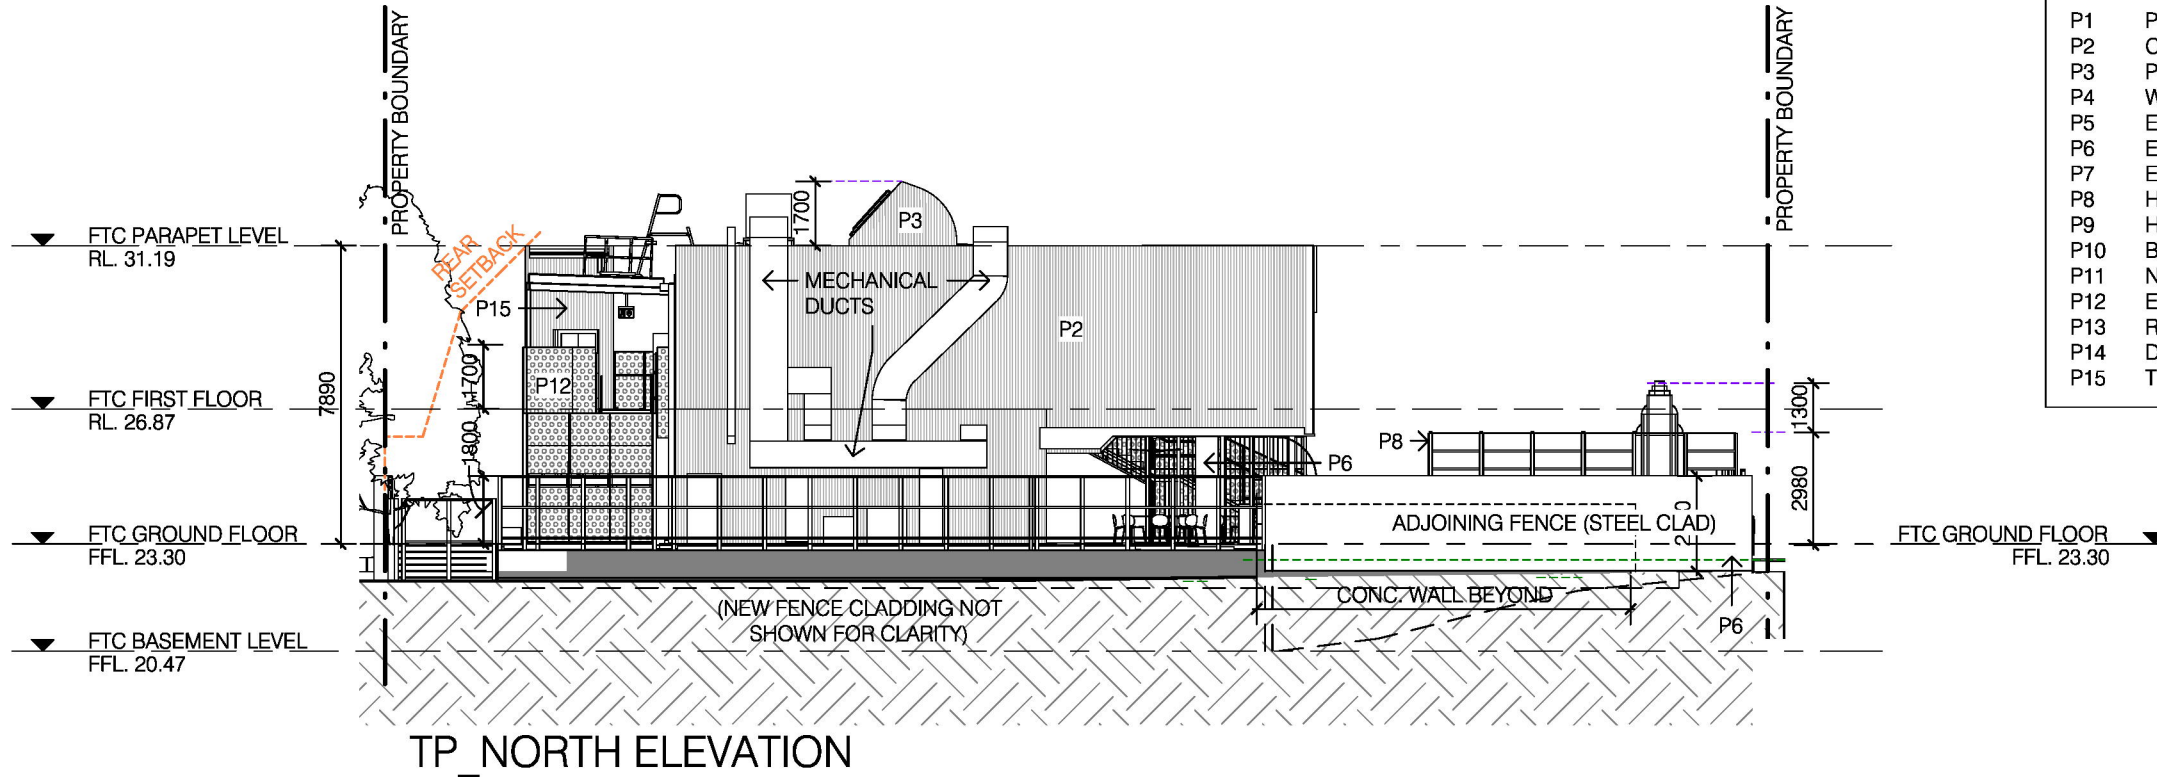 PROPERTY BOUNDARY
PROPERTY BOUNDARY
P1 P
P2
P3 P
P4 W
P5 E
P6 E
P7 E
P8 H
P9 H
P10 B
P11 N
P12 E
P13 R
P14 D
P15 T
FTC PARAPET LEVEL
RL. 31.19
REAR
SETBACK
1700
P3
MECHANICAL
DUCTS
P15
P2
7890
1700
P12
FTC FIRST FLOOR
RL. 26.87
1800
1300
P8
P6
2980
FTC GROUND FLOOR
FFL. 23.30
ADJOINING FENCE (STEEL CLAD)
FTC GROUND FLOOR
FFL. 23.30
(NEW FENCE CLADDING NOT
SHOWN FOR CLARITY)
CONC. WALL BEYOND
P6
FTC BASEMENT LEVEL
FFL. 20.47
TP_NORTH ELEVATION